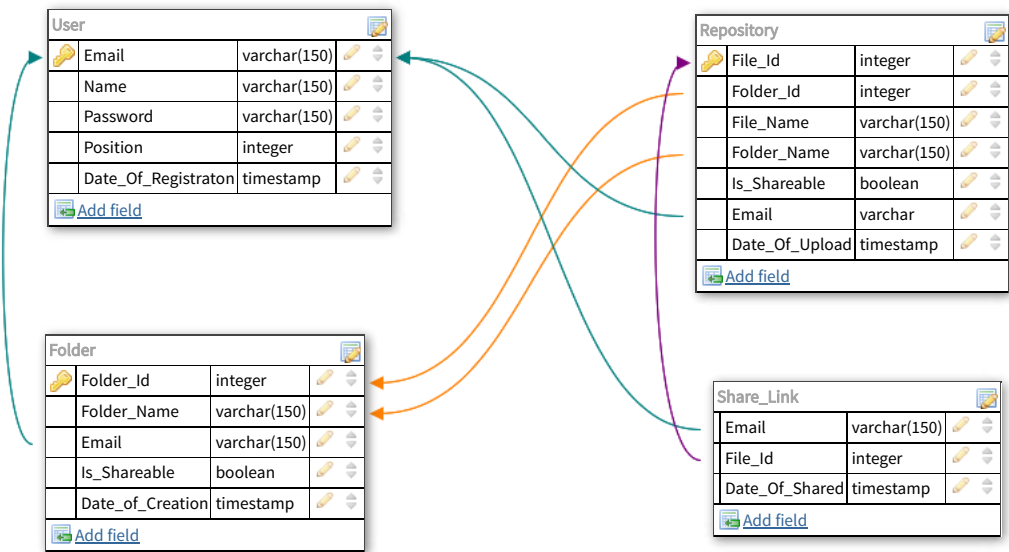 User
Email varchar(150)
Name varchar(150)
Password varchar(150)
Position integer
Date_Of_Registraton timestamp
Add field
Repository
File_Id integer
Folder_Id integer
File_Name varchar(150)
Folder_Name varchar(150)
Is_Shareable boolean
Email varchar
Date_Of_Upload timestamp
Add field
Folder
Folder_Id integer
Folder_Name varchar(150)
Email varchar(150)
Is_Shareable boolean
Date_of_Creation timestamp
Add field
Share_Link
Email varchar(150)
File_Id integer
Date_Of_Shared timestamp
Add field